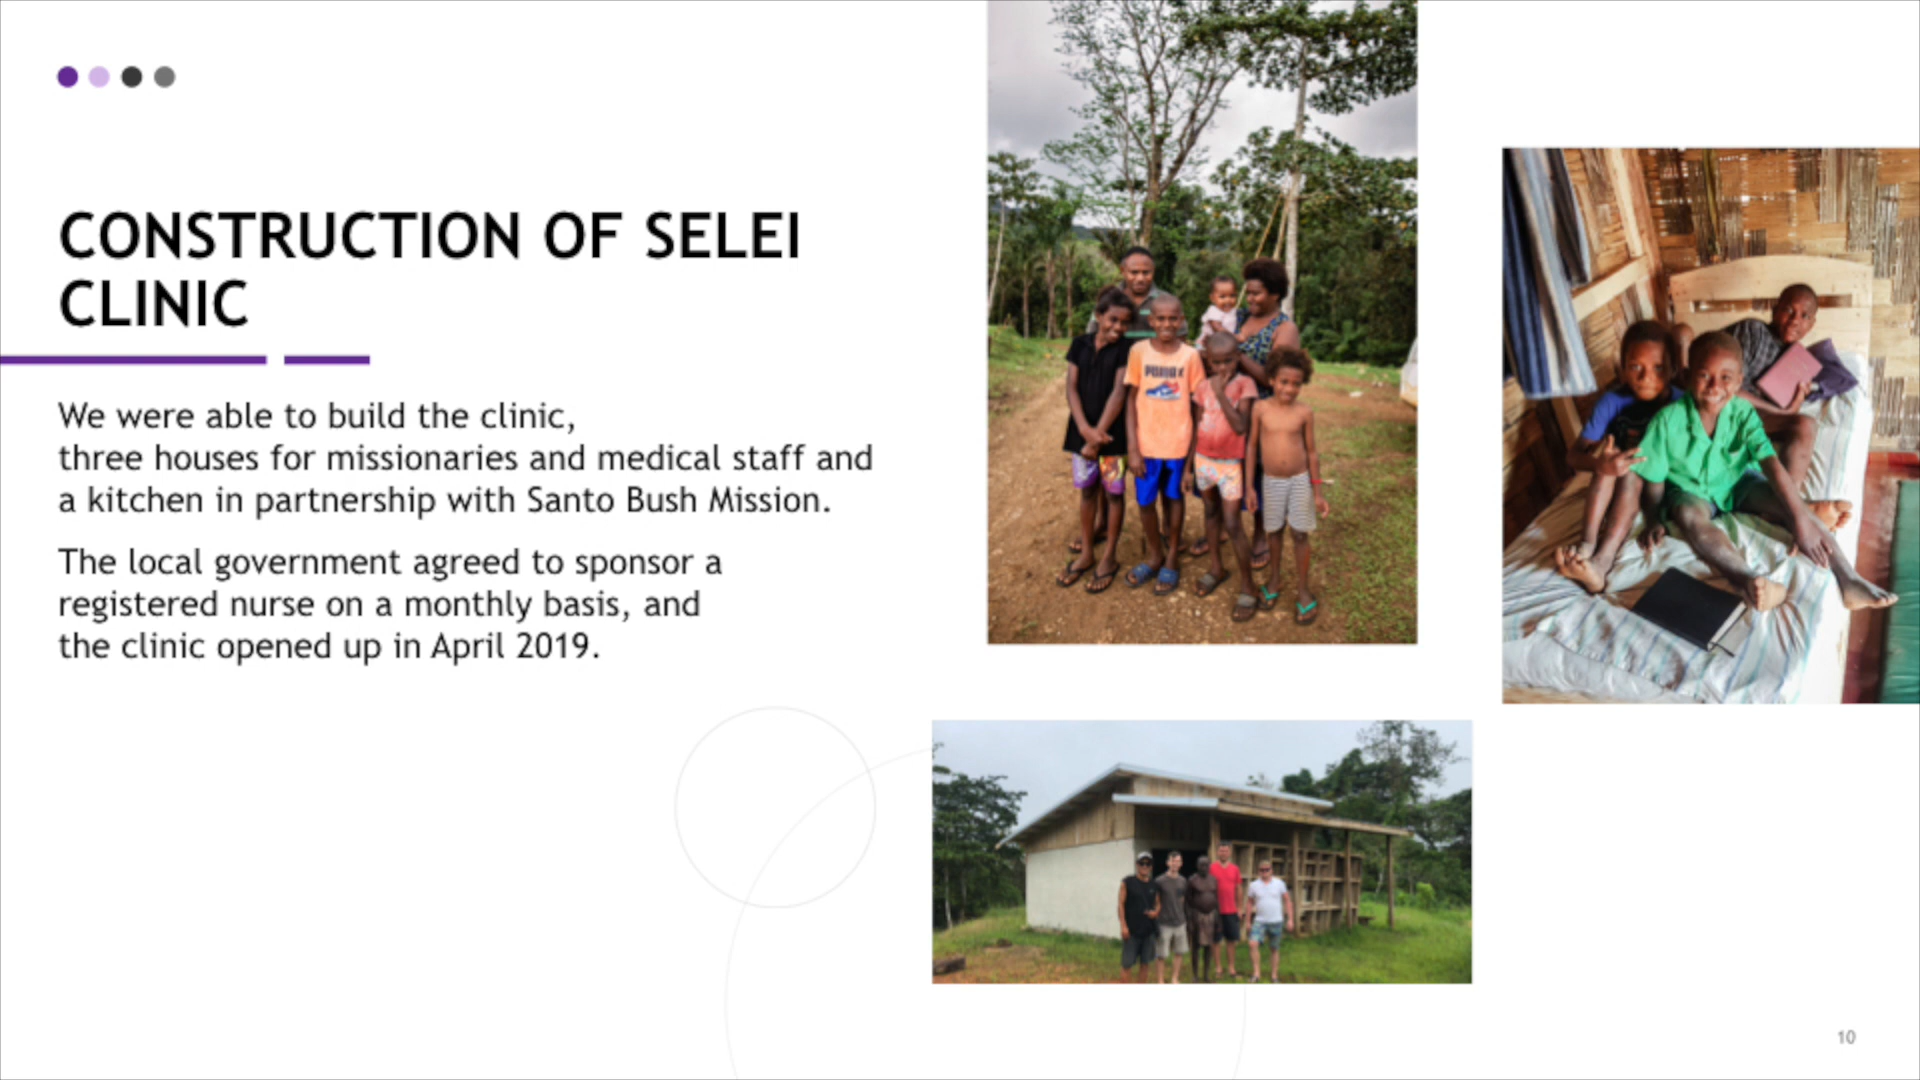 CONSTRUCTION OF SELEI
CLINIC
We were able to build the clinic,
three houses for missionaries and medical staff and
a kitchen in partnership with Santo Bush Mission.
The local government agreed to sponsor a
registered nurse on a monthly basis, and
the clinic opened up in April 2019.
PUMA
10